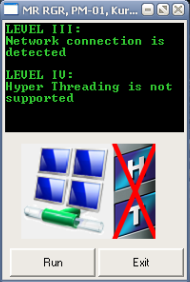 MR RGR, PM-01, Kur...
LEVEL III:
Network connection is
detected
LEVEL IV:
Hyper Threading is not
supported
H
T
Run
Exit